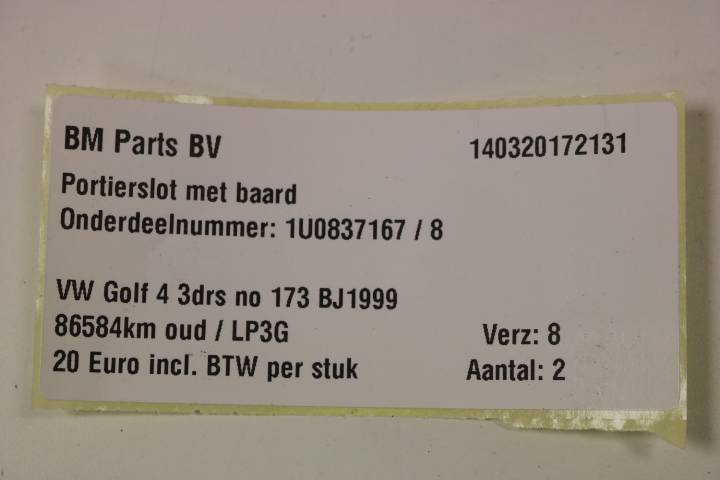 BM Parts BV 140320172131
Portierslot met baard
Onderdeelnummer: 1U0837167 / 8
VW Golf 4 3drs no 173 BJ1999
86584km oud / LP3G Verz: 8
20 Euro incl. BTW per stuk Aantal: 2